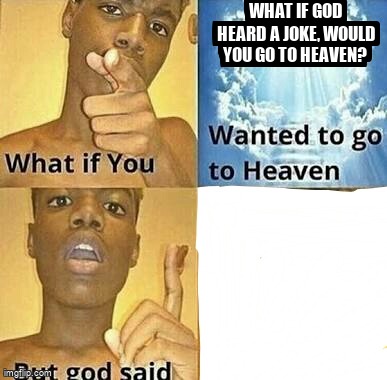 WHAT IF GOD
HEARD A JOKE, WOULD
YOU GO TO HEAVEN?
What if You
Wanted to go
to Heaven
But god said
imgflip.com